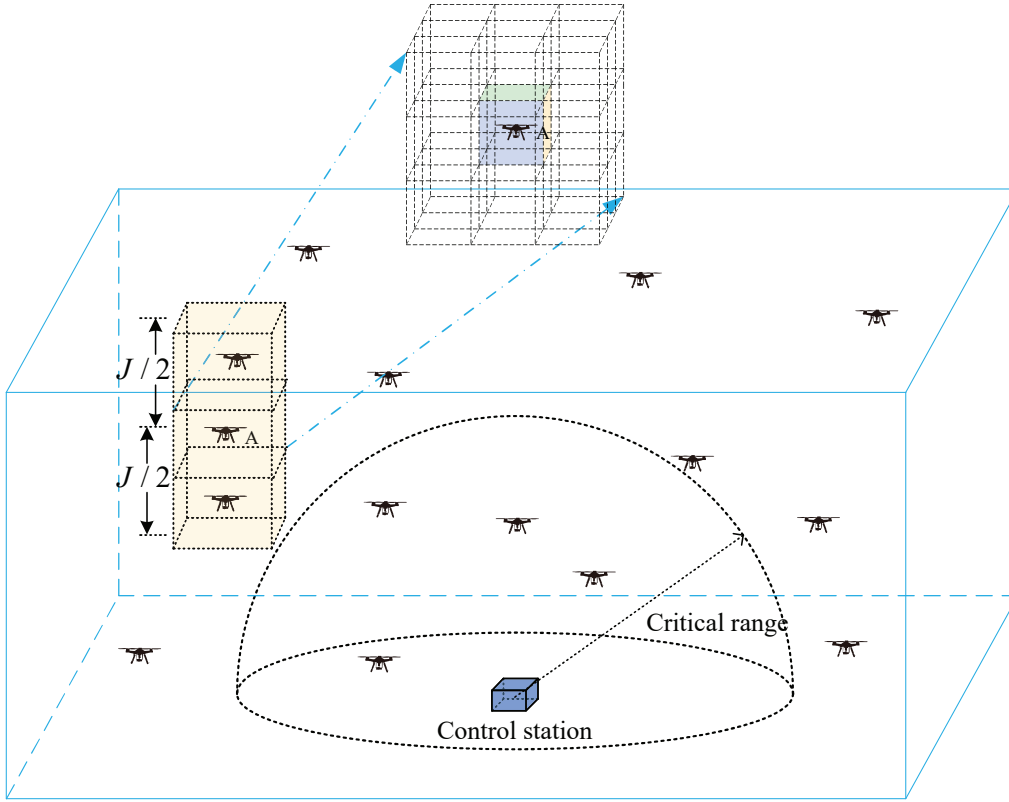 A
J / 2
A
J / 2
Critical range
Control station